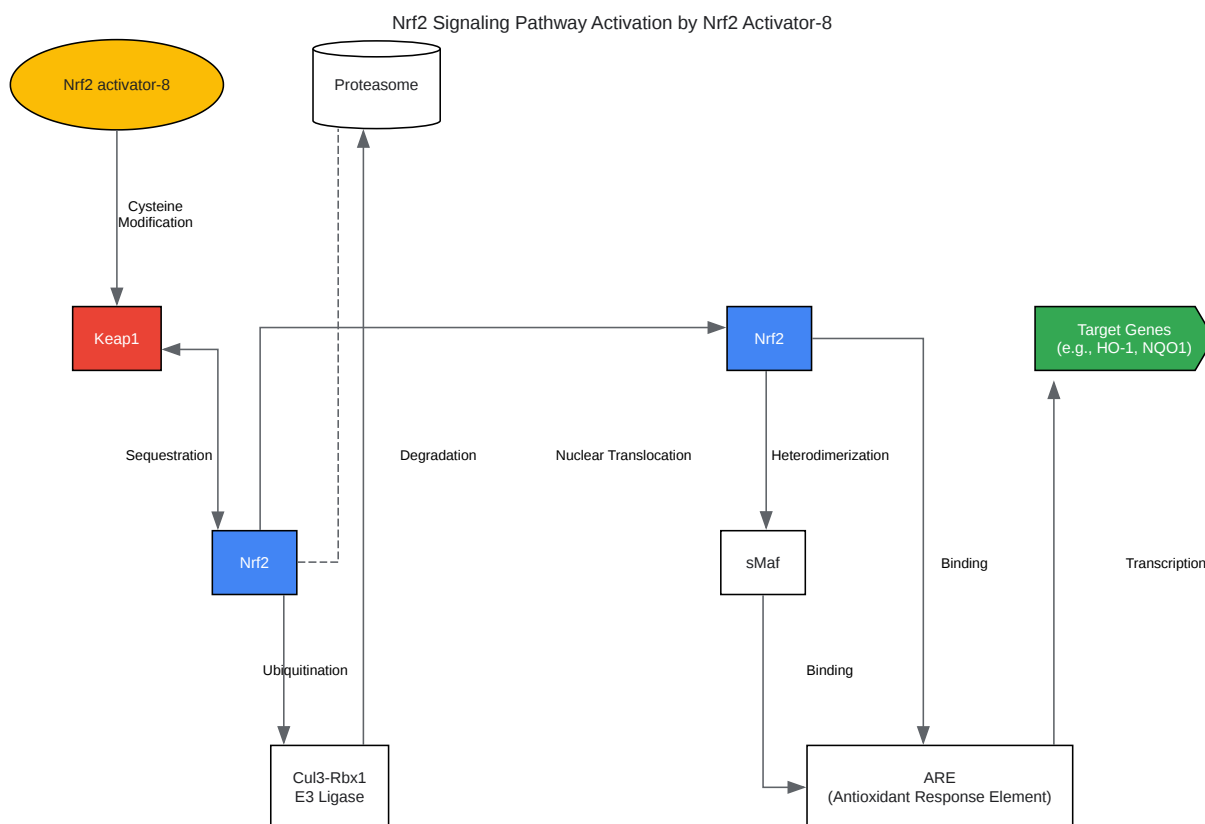 Nrf2 Signaling Pathway Activation by Nrf2 Activator-8
Nrf2 activator-8
Proteasome
Cysteine
Modification
Keap1
Nrf2
Target Genes
(e.g., HO-1, NQO1)
Sequestration
Degradation
Nuclear Translocation
Heterodimerization
Nrf2
sMaf
Binding
Transcription
Ubiquitination
Binding
Cul3-Rbx1
E3 Ligase
ARE
(Antioxidant Response Element)